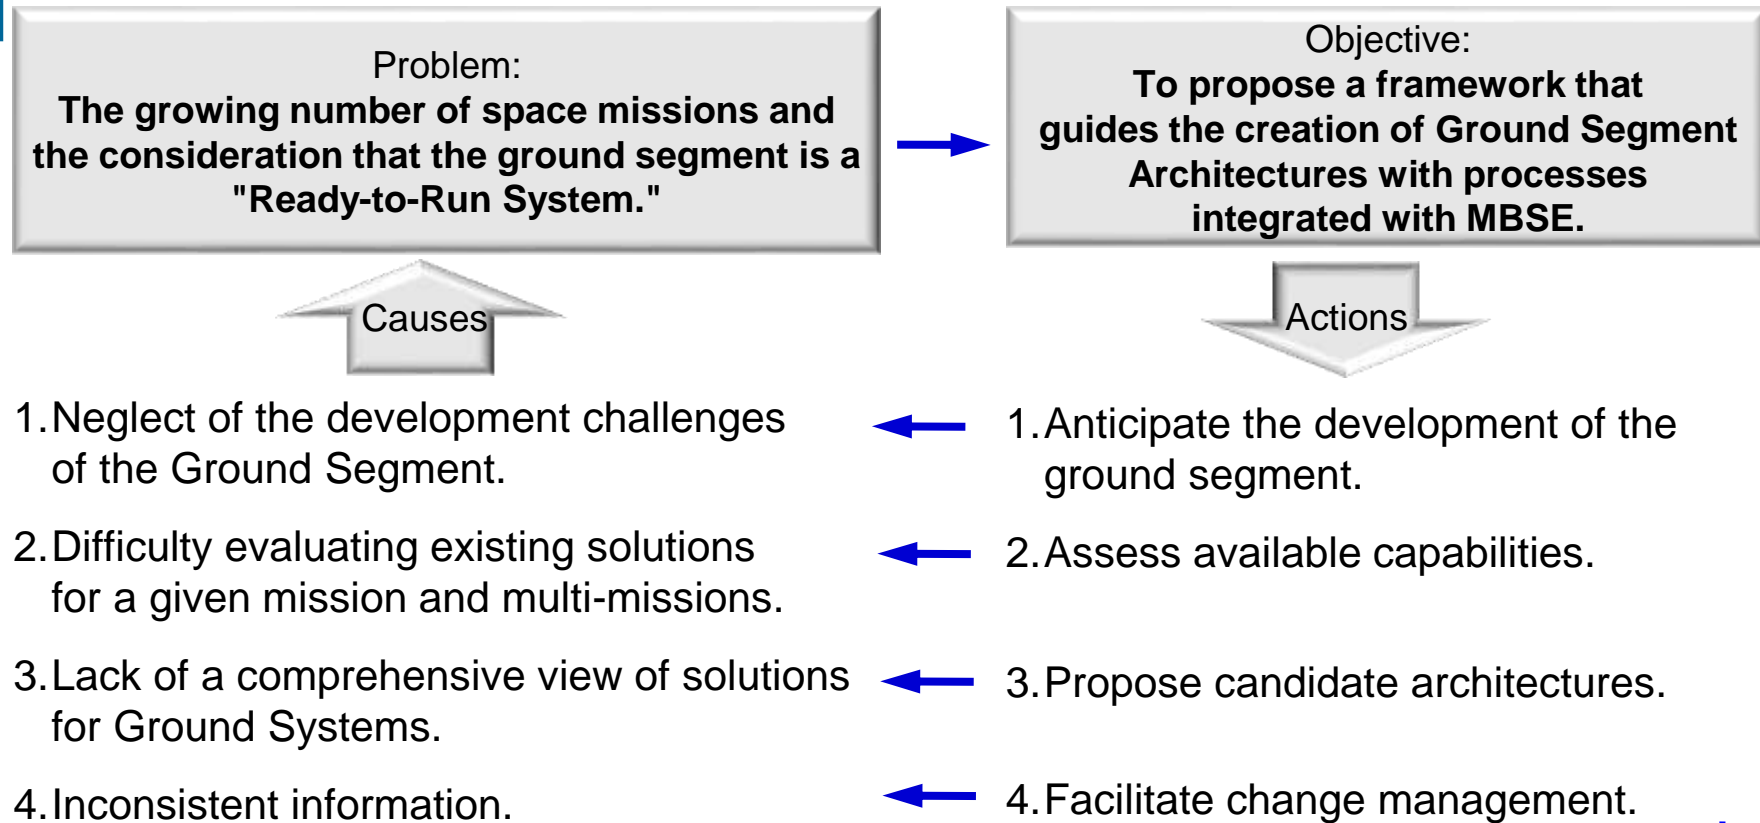 Problem:
The growing number of space missions and
the consideration that the ground segment is a
"Ready-to-Run System."
Objective:
To propose a framework that
guides the creation of Ground Segment
Architectures with processes
integrated with MBSE.
Causes
Actions
1.Neglect of the development challenges
of the Ground Segment.
2.Difficulty evaluating existing solutions
for a given mission and multi-missions.
3.Lack of a comprehensive view of solutions
for Ground Systems.
4.Inconsistent information.
1.Anticipate the development of the
ground segment.
2.Assess available capabilities.
3.Propose candidate architectures.
4.Facilitate change management.